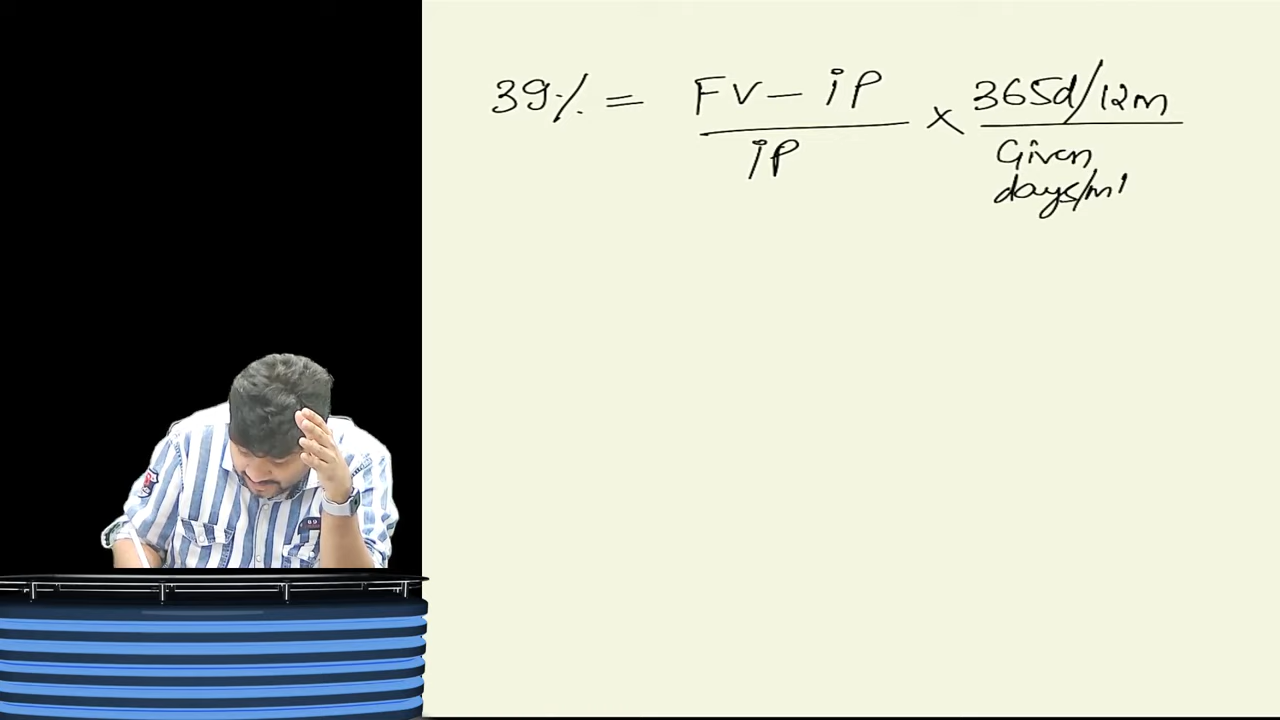 39% = FV - iP / iP × 365d/12m / Given
days/m